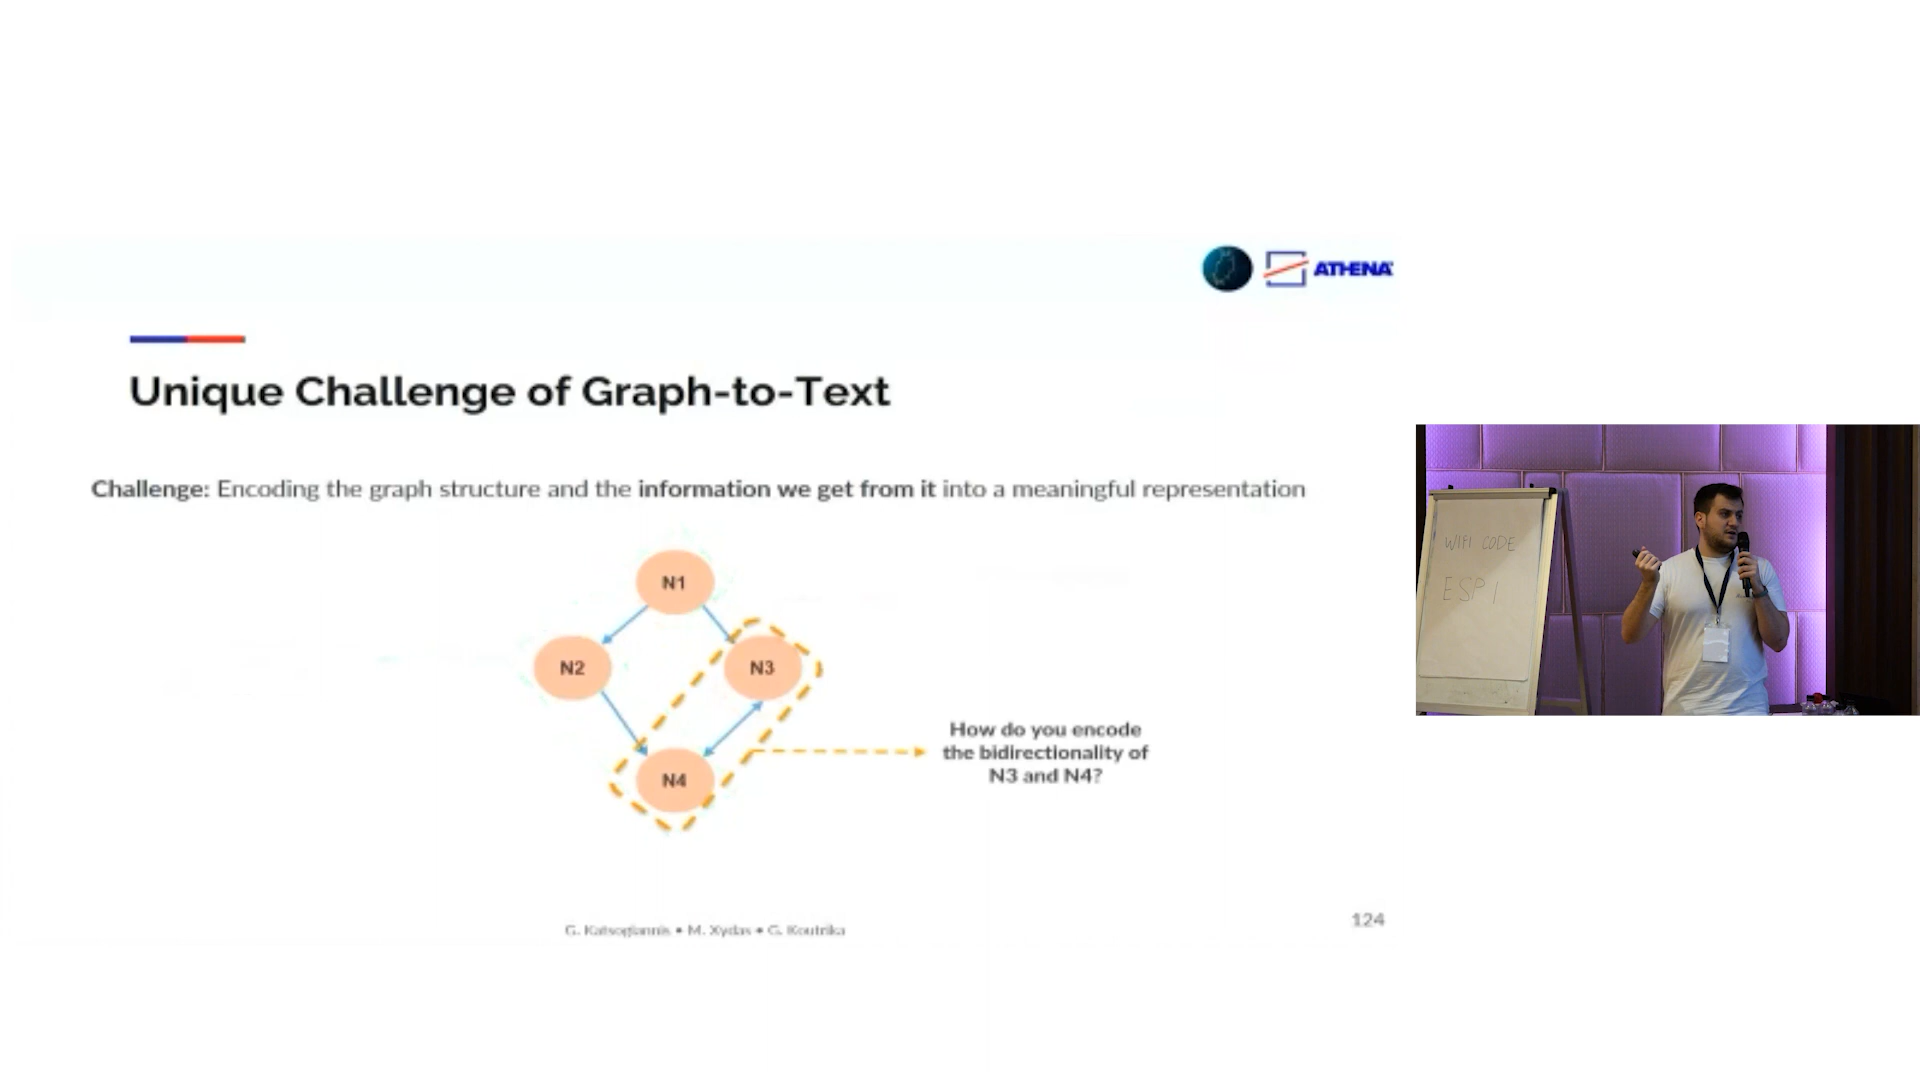 ATHENA
Unique Challenge of Graph-to-Text
Challenge: Encoding the graph structure and the information we get from it into a meaningful representation
N1
N2
N3
N4
How do you encode
the bidirectionality of
N3 and N4?
G. Katsogiannis • M. Xydas • G. Koutrika
124
WIFI CODE
ESP1